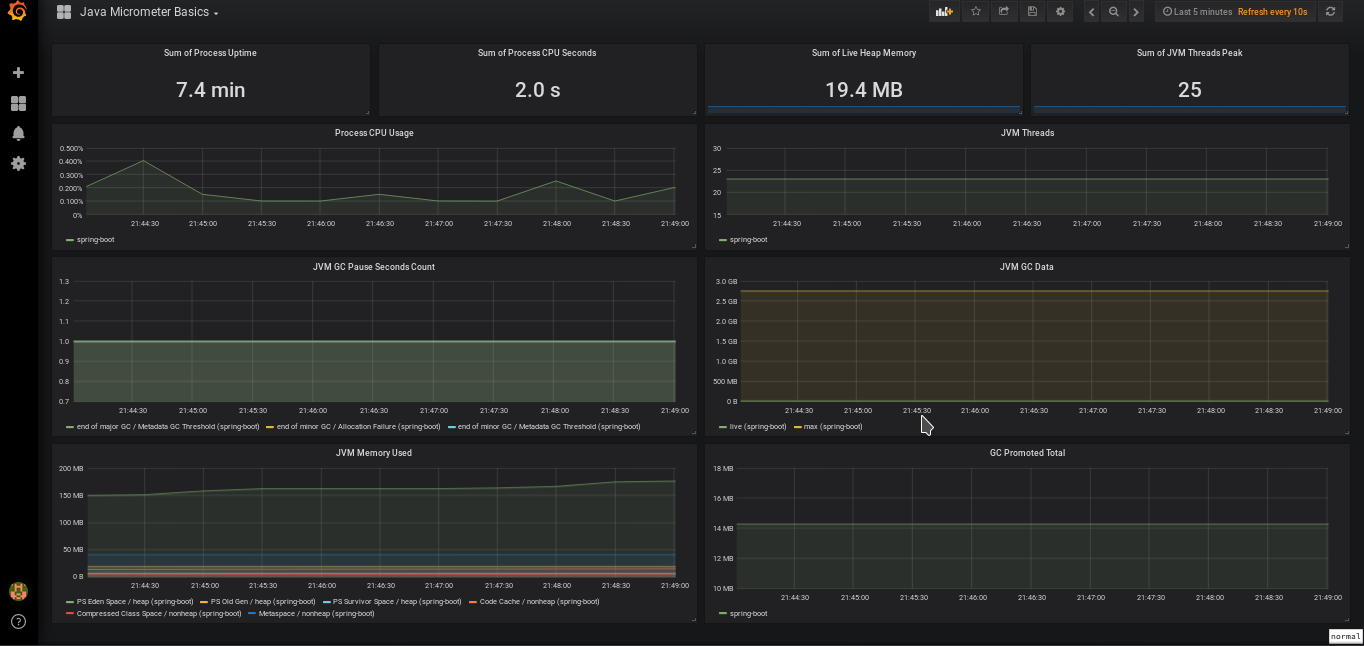 Java Micrometer Basics
Last 5 minutes Refresh every 10s
Sum of Process Uptime
7.4 min
Sum of Process CPU Seconds
2.0 s
Sum of Live Heap Memory
19.4 MB
Sum of JVM Threads Peak
25
Process CPU Usage
0.500%
0.400%
0.300%
0.200%
0.100%
0%
21:44:30 21:45:00 21:45:30 21:46:00 21:46:30 21:47:00 21:47:30 21:48:00 21:48:30 21:49:00
spring-boot
JVM Threads
30
25
20
15
21:44:30 21:45:00 21:45:30 21:46:00 21:46:30 21:47:00 21:47:30 21:48:00 21:48:30 21:49:00
spring-boot
JVM GC Pause Seconds Count
1.3
1.2
1.1
1.0
0.9
0.8
0.7
21:44:30 21:45:00 21:45:30 21:46:00 21:46:30 21:47:00 21:47:30 21:48:00 21:48:30 21:49:00
end of major GC / Metadata GC Threshold (spring-boot) end of minor GC / Allocation Failure (spring-boot) end of minor GC / Metadata GC Threshold (spring-boot)
JVM GC Data
3.0 GB
2.5 GB
2.0 GB
1.5 GB
1.0 GB
500 MB
0 B
21:44:30 21:45:00 21:45:30 21:46:00 21:46:30 21:47:00 21:47:30 21:48:00 21:48:30 21:49:00
live (spring-boot) max (spring-boot)
JVM Memory Used
200 MB
150 MB
100 MB
50 MB
0 B
21:44:30 21:45:00 21:45:30 21:46:00 21:46:30 21:47:00 21:47:30 21:48:00 21:48:30 21:49:00
PS Eden Space / heap (spring-boot) PS Old Gen / heap (spring-boot) PS Survivor Space / heap (spring-boot) Code Cache / nonheap (spring-boot)
Compressed Class Space / nonheap (spring-boot) Metaspace / nonheap (spring-boot)
GC Promoted Total
18 MB
16 MB
14 MB
12 MB
10 MB
21:44:30 21:45:00 21:45:30 21:46:00 21:46:30 21:47:00 21:47:30 21:48:00 21:48:30 21:49:00
spring-boot
normal